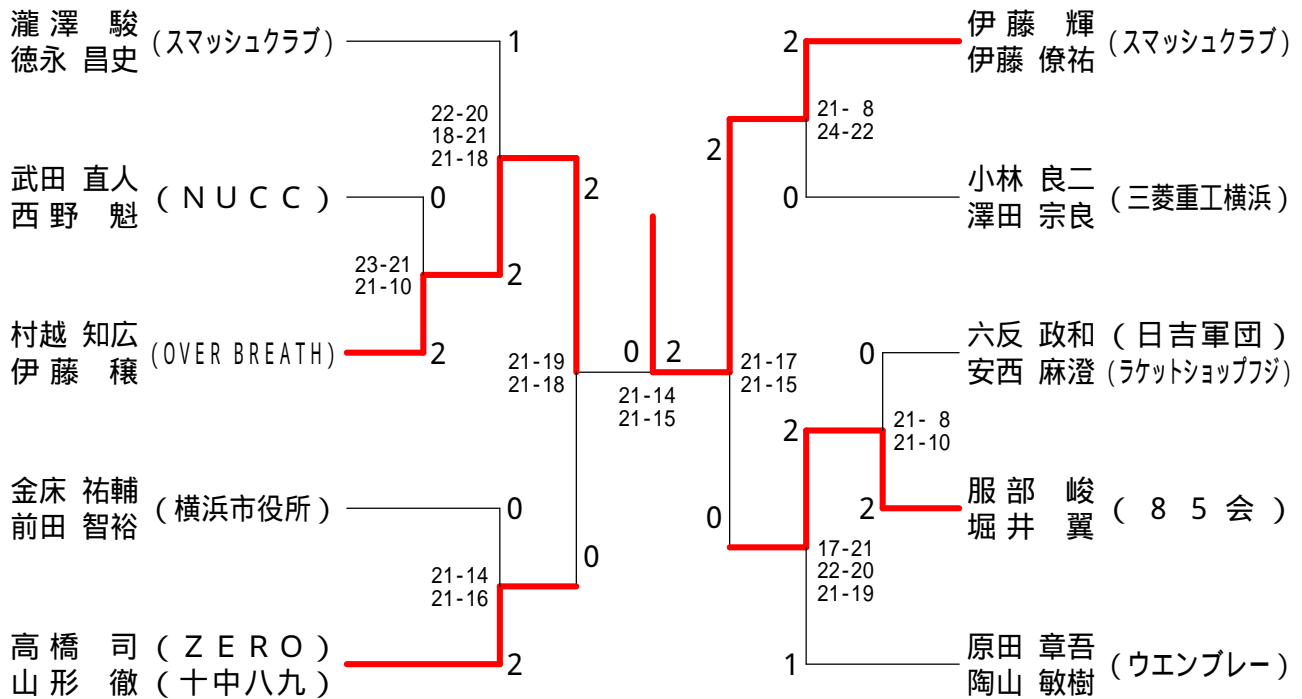 瀧澤　駿
徳永 昌史
(スマッシュクラブ)
1
22-20
18-21
21-18
武田 直人
西野　魁
(ＮＵＣＣ)
0
2
23-21
21-10
2
村越 知広
伊藤　穣
(OVER BREATH)
2
21-19
21-18
金床 祐輔
前田 智裕
(横浜市役所)
0
0
21-14
21-16
高橋　司 (ＺＥＲＯ)
山形　徹 (十中八九)
2
0
2
21-14
21-15
伊藤　輝
伊藤 僚祐
(スマッシュクラブ)
2
21- 8
24-22
2
小林 良二
澤田 宗良
(三菱重工横浜)
0
21-17
21-15
六反 政和 (日吉軍団)
安西 麻澄 (ラケットショップフジ)
0
21- 8
21-10
2
服部　峻
堀井　翼
(８５会)
2
0
17-21
22-20
21-19
原田 章吾
陶山 敏樹
(ウエンブレー)
1